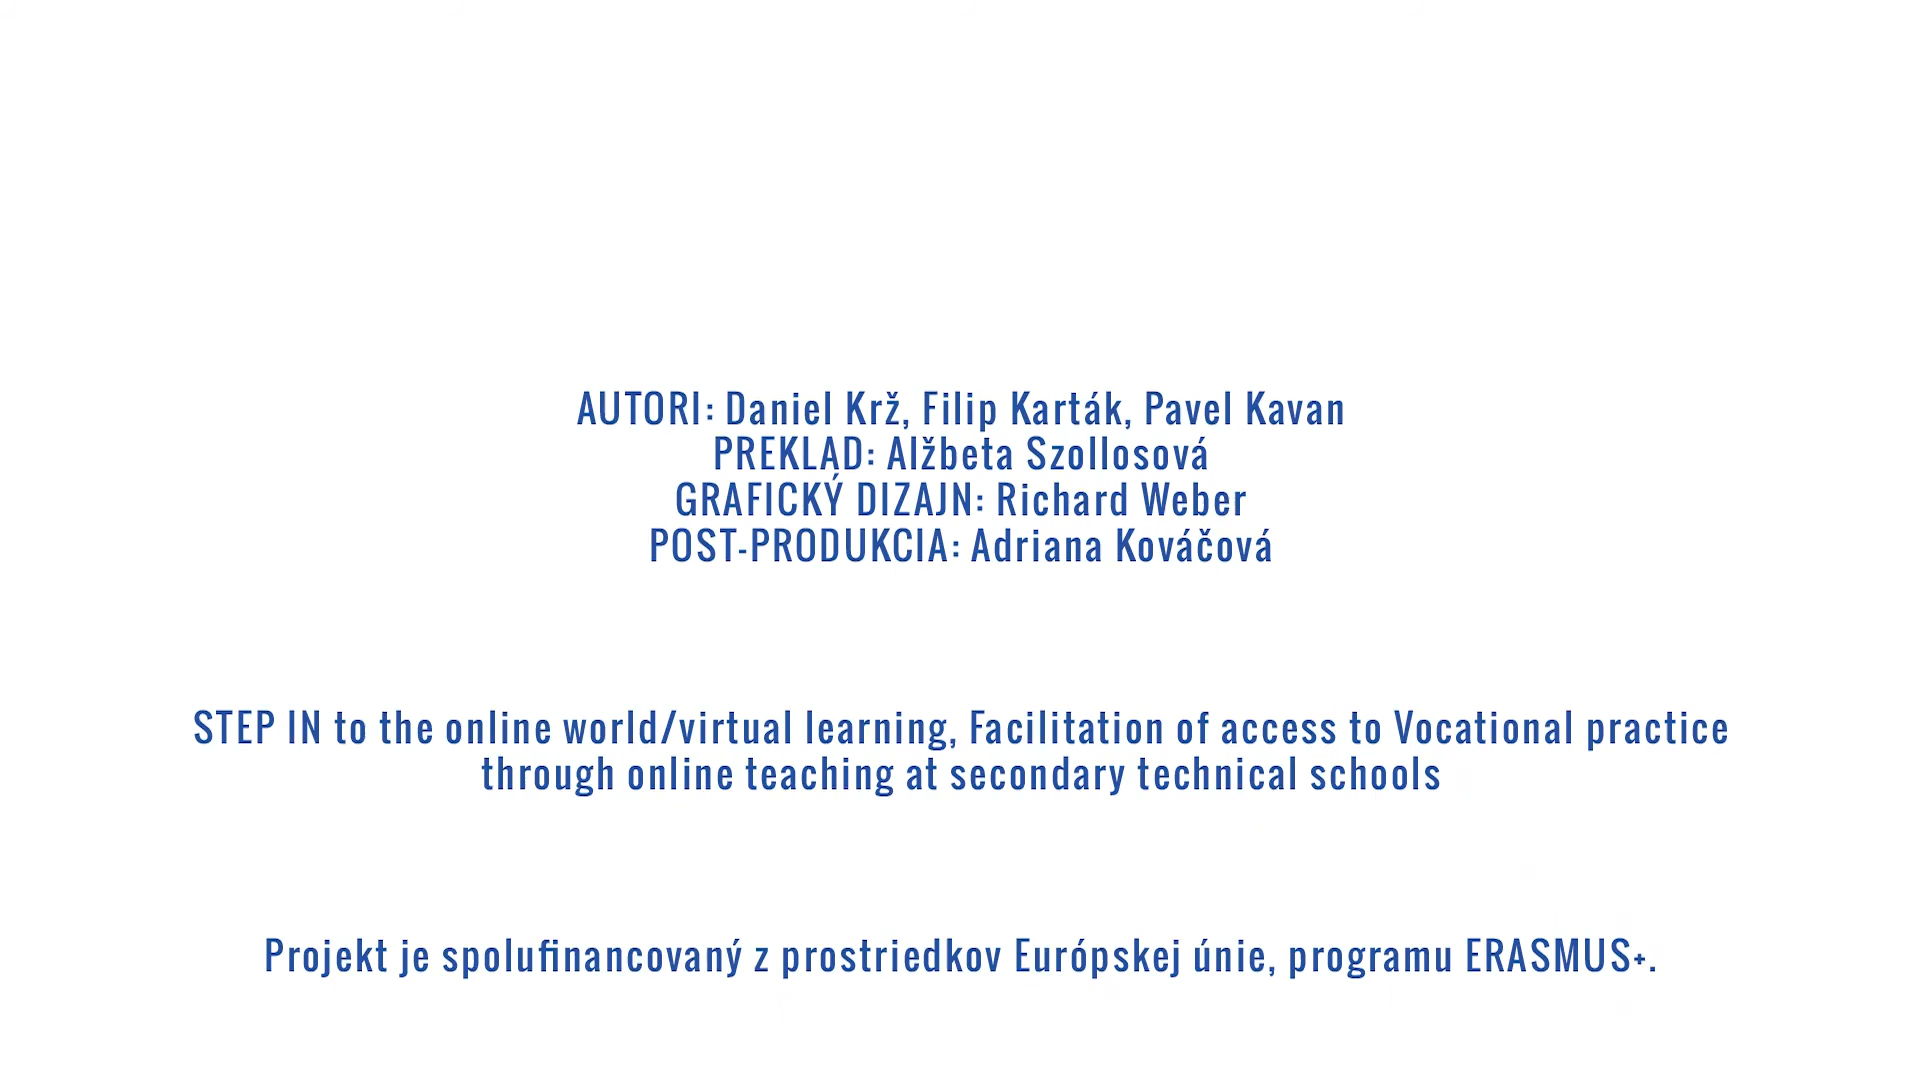 AUTORI: Daniel Krž, Filip Karták, Pavel Kavan
PREKLAD: Alžbeta Szollosová
GRAFICKÝ DIZAJN: Richard Weber
POST-PRODUKCIA: Adriana Kováčová
STEP IN to the online world/virtual learning, Facilitation of access to Vocational practice
through online teaching at secondary technical schools
Projekt je spolufinancovaný z prostriedkov Európskej únie, programu ERASMUS+.